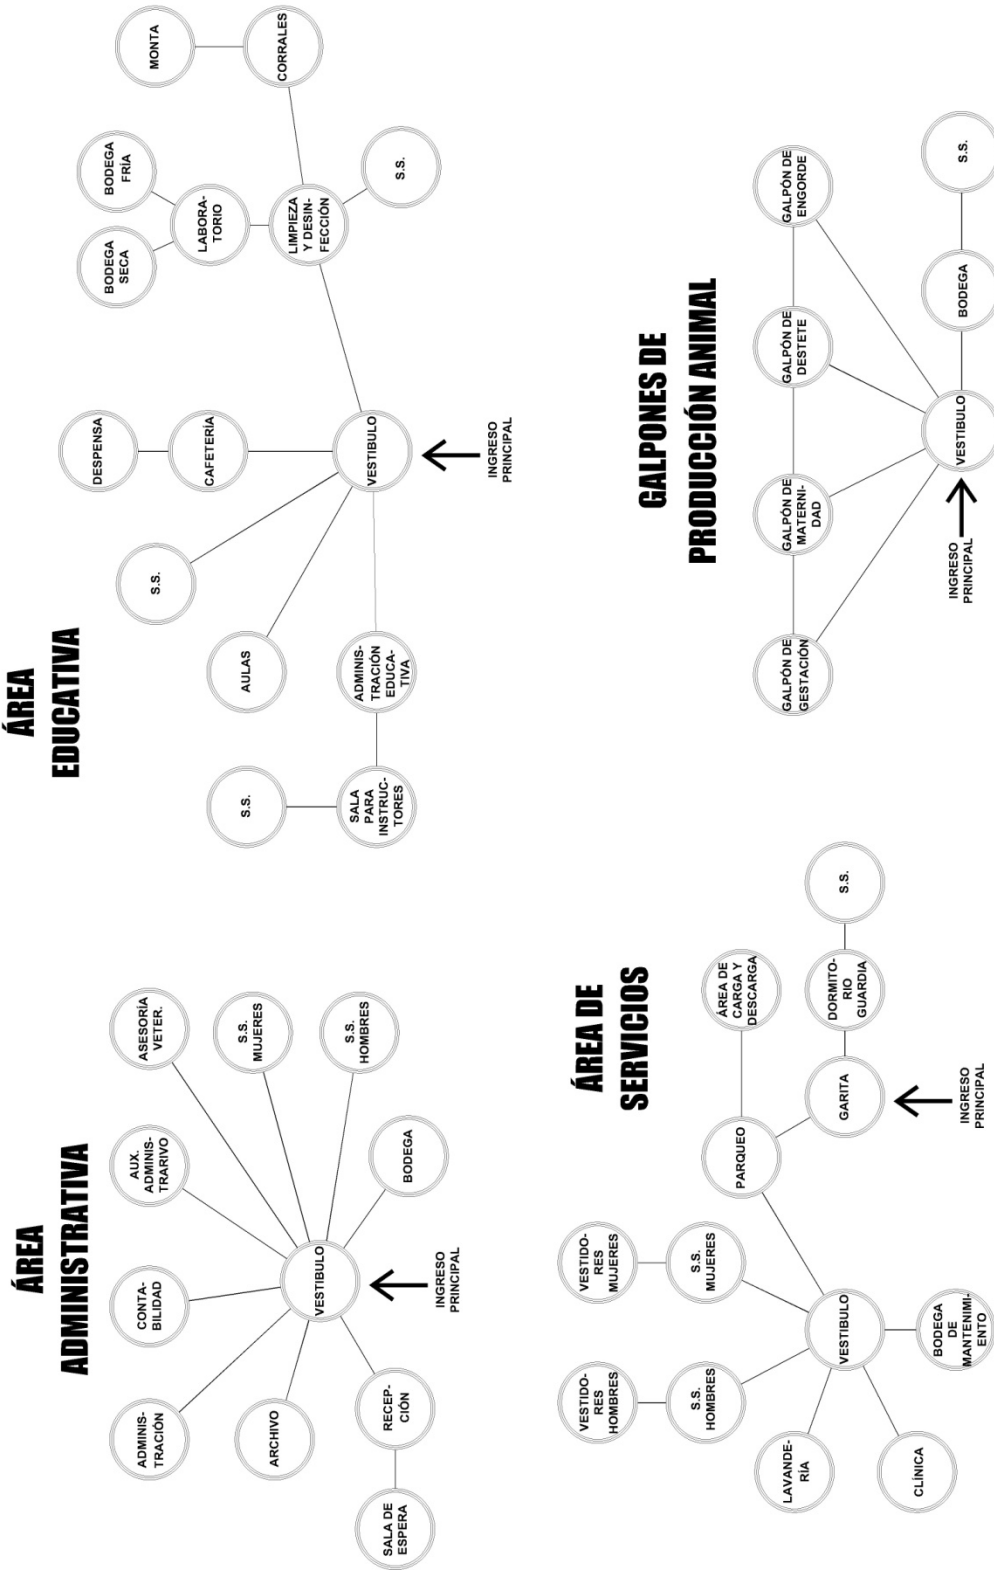 ÁREA
ADMINISTRATIVA
ADMINIS-
TRACIÓN
CONTA-
BILIDAD
AUX.
ADMINIS-
TRARIVO
ASESORÍA
VETER.
ARCHIVO
S.S.
MUJERES
VESTIBULO
S.S.
HOMBRES
SALA DE
ESPERA
RECEP-
CIÓN
BODEGA
INGRESO
PRINCIPAL
ÁREA
EDUCATIVA
DESPENSA
BODEGA
SECA
BODEGA
FRÍA
MONTA
S.S.
CAFETERÍA
LABORA-
TORIO
S.S.
AULAS
CORRALES
LIMPIEZA
Y DESIN-
FECCIÓN
SALA
PARA
INSTRUC-
TORES
ADMINIS-
TRACIÓN
EDUCA-
TIVA
VESTIBULO
S.S.
INGRESO
PRINCIPAL
ÁREA DE
SERVICIOS
VESTIDO-
RES
HOMBRES
VESTIDO-
RES
MUJERES
S.S.
HOMBRES
S.S.
MUJERES
PARQUEO
ÁREA DE
CARGA Y
DESCARGA
LAVANDE-
RÍA
VESTIBULO
GARITA
DORMITO-
RIO
GUARDIA
S.S.
CLÍNICA
BODEGA
DE
MANTENIMI-
ENTO
INGRESO
PRINCIPAL
GALPONES DE
PRODUCCIÓN ANIMAL
GALPÓN DE
GESTACIÓN
GALPÓN DE
MATERNI-
DAD
GALPÓN DE
DESTETE
GALPÓN DE
ENGORDE
INGRESO
PRINCIPAL
VESTIBULO
BODEGA
S.S.